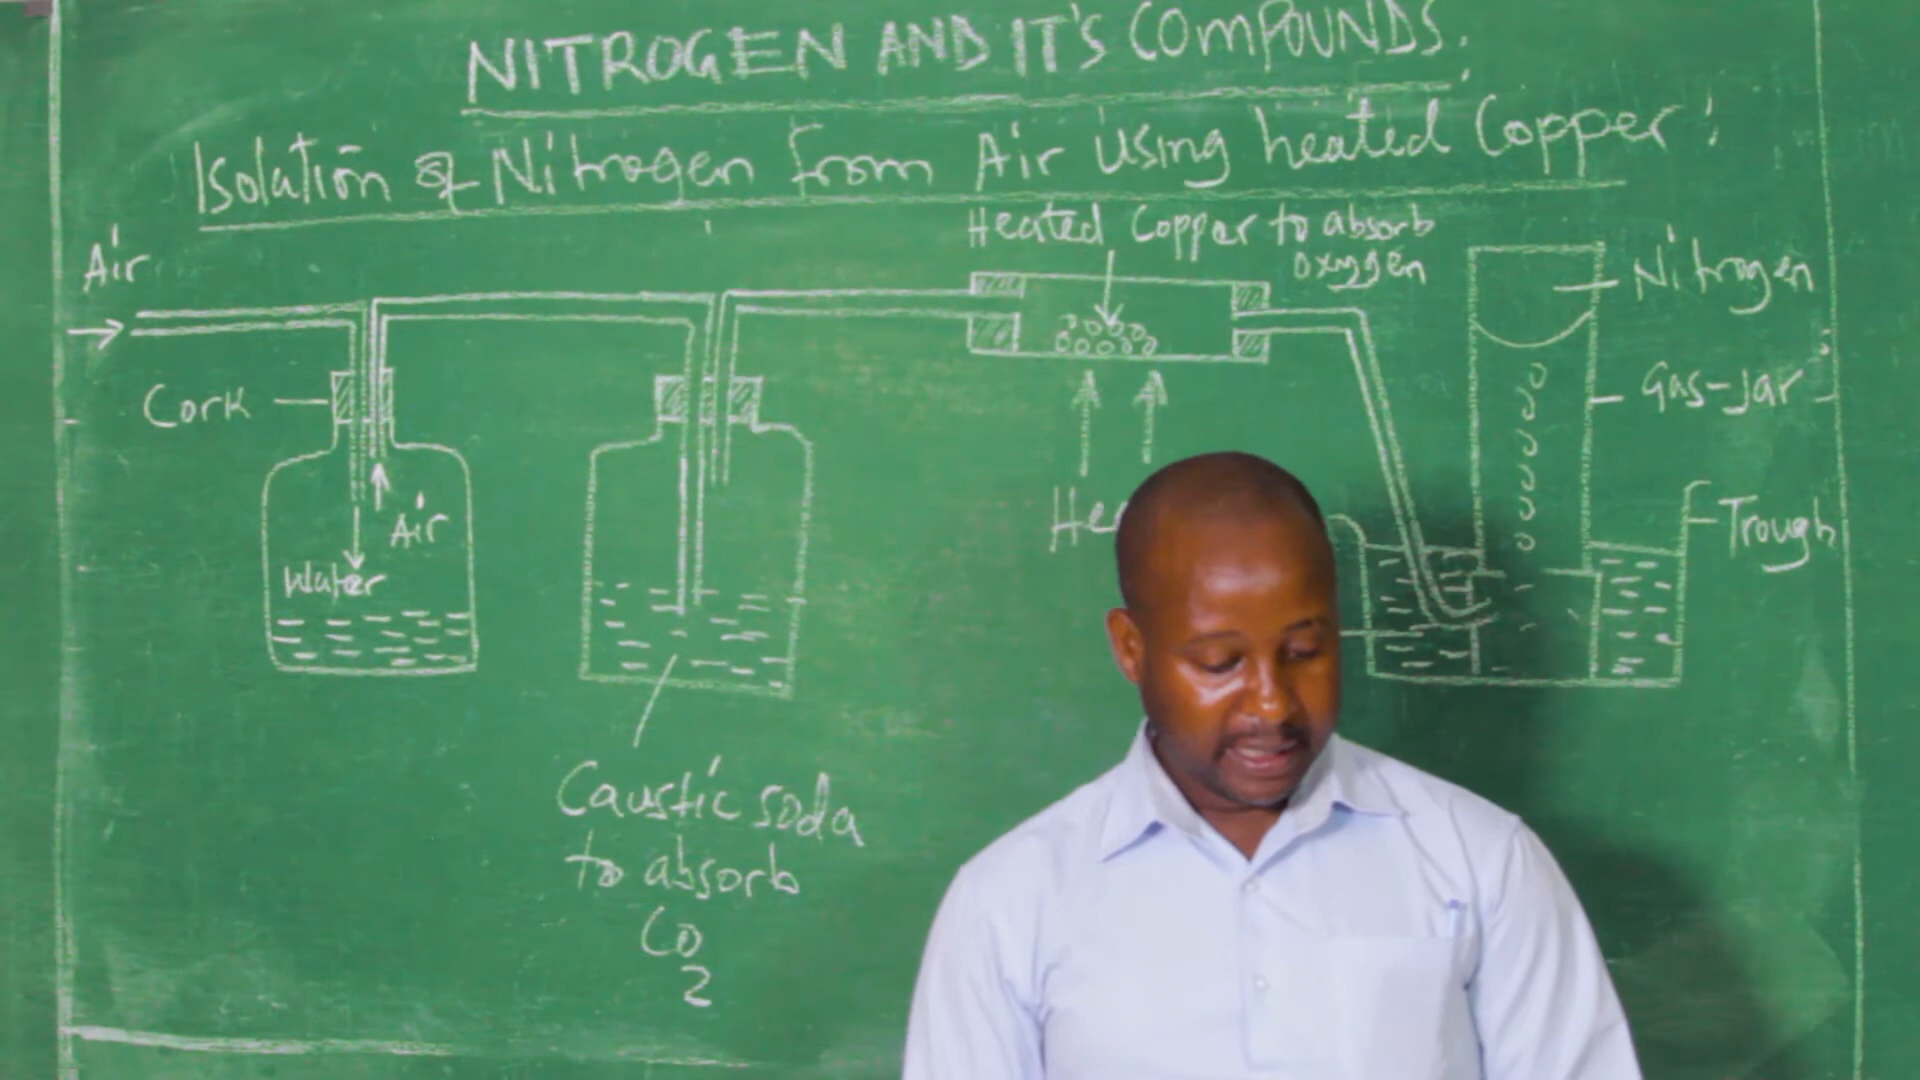 NITROGEN AND IT'S COMPOUNDS.
Isolation of Nitrogen from Air using heated Copper:
Heated Copper to absorb
oxygen
Air
Nitrogen
Cork
Gas-jar
Air
Water
Trough
Caustic soda
to absorb
CO
2